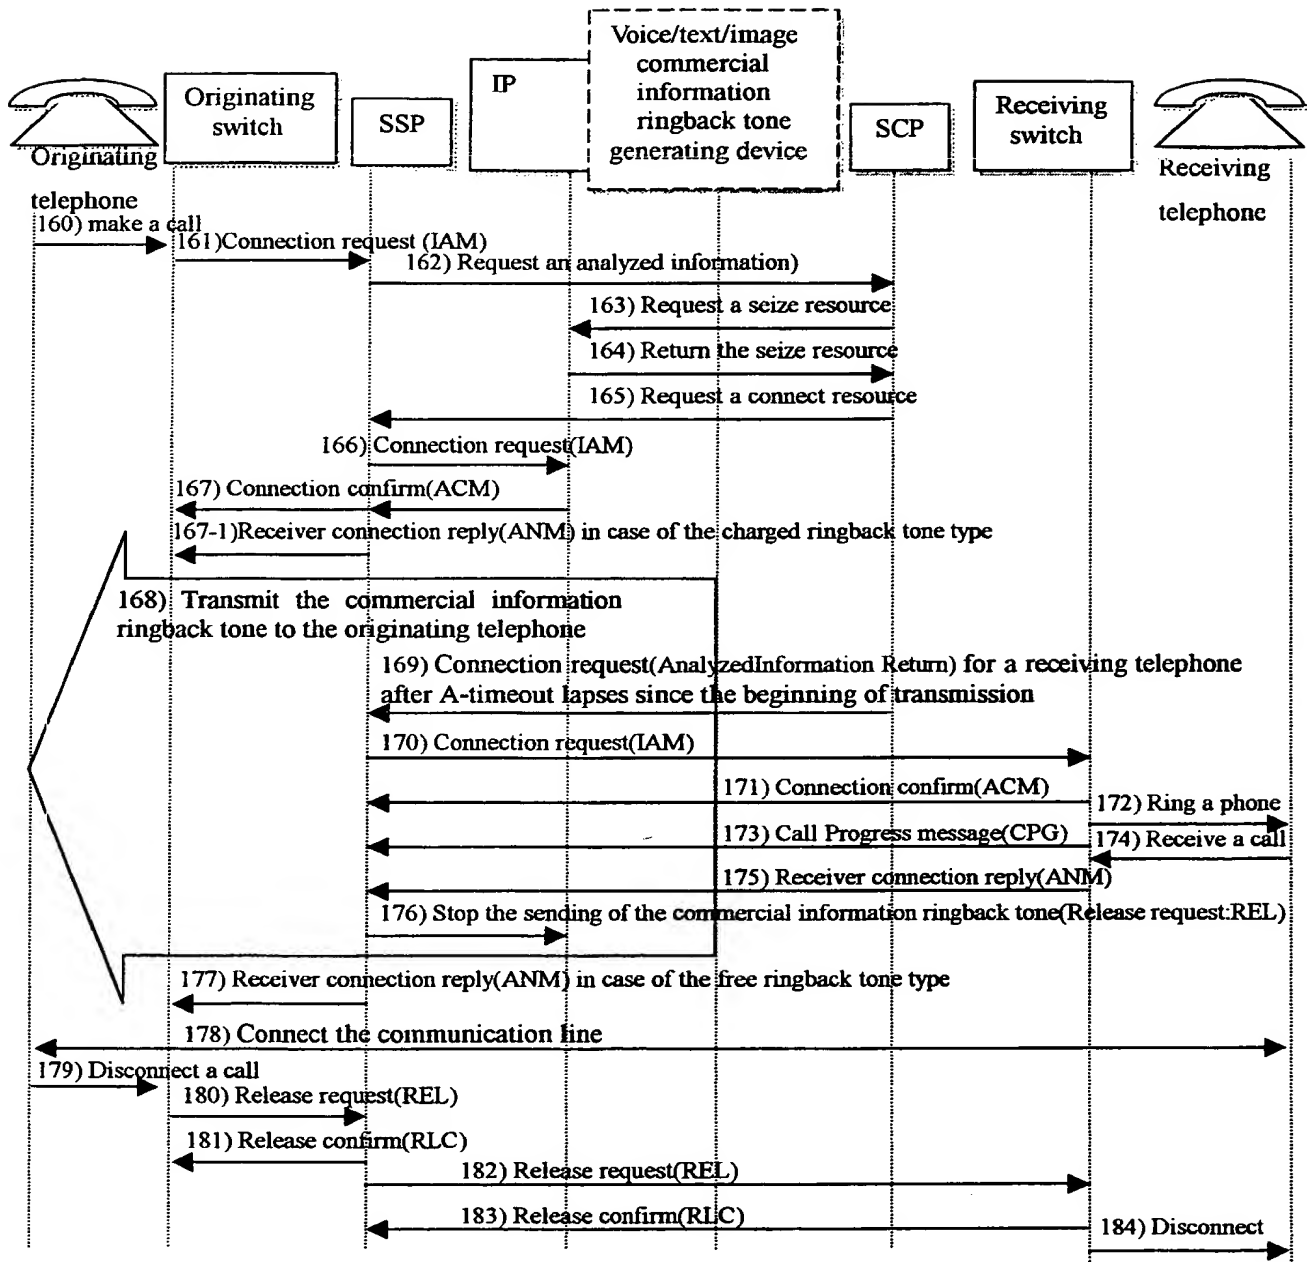 Originating
telephone
Originating
switch
SSP
IP
Voice/text/image
commercial
information
ringback tone
generating device
SCP
Receiving
switch
Receiving
telephone
160) make a call
161)Connection request (IAM)
162) Request an analyzed information)
163) Request a seize resource
164) Return the seize resource
165) Request a connect resource
166) Connection request(IAM)
167) Connection confirm(ACM)
167-1)Receiver connection reply(ANM) in case of the charged ringback tone type
168) Transmit the commercial information
ringback tone to the originating telephone
169) Connection request(AnalyzedInformation Return) for a receiving telephone
after A-timeout lapses since the beginning of transmission
170) Connection request(IAM)
171) Connection confirm(ACM)
172) Ring a phone
173) Call Progress message(CPG)
174) Receive a call
175) Receiver connection reply(ANM)
176) Stop the sending of the commercial information ringback tone(Release request:REL)
177) Receiver connection reply(ANM) in case of the free ringback tone type
178) Connect the communication line
179) Disconnect a call
180) Release request(REL)
181) Release confirm(RLC)
182) Release request(REL)
183) Release confirm(RLC)
184) Disconnect